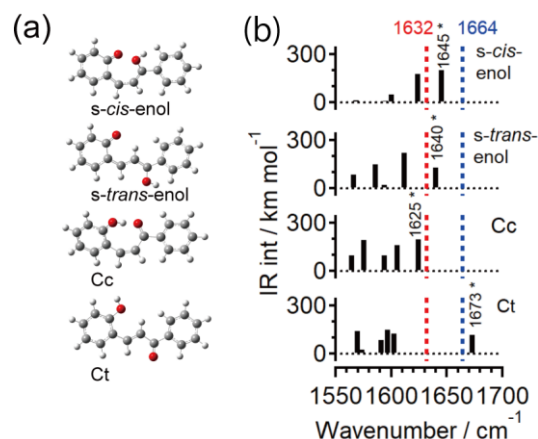 (a)
s-cis-enol
s-trans-enol
Cc
Ct
(b)
1632 1664
300
0
1645 *
s-cis-
enol
300
0
1640 *
s-trans-
enol
300
0
1625 *
Cc
300
0
1673 *
Ct
IR int / km mol⁻¹
1550 1600 1650 1700
Wavenumber / cm⁻¹